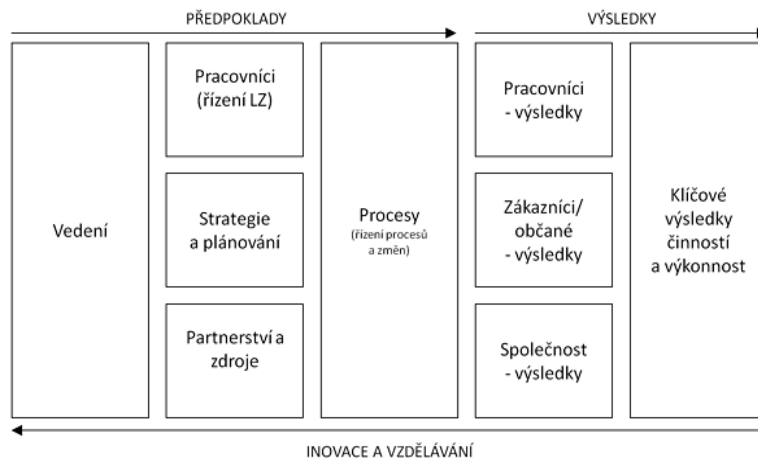 PŘEDPOKLADY
VÝSLEDKY
Vedení
Pracovníci
(řízení LZ)
Strategie
a plánování
Partnerství a
zdroje
Procesy
(řízení procesů
a změn)
Pracovníci
- výsledky
Zákazníci/
občané
- výsledky
Společnost
- výsledky
Klíčové
výsledky
činností
a výkonnost
INOVACE A VZDĚLÁVÁNÍ